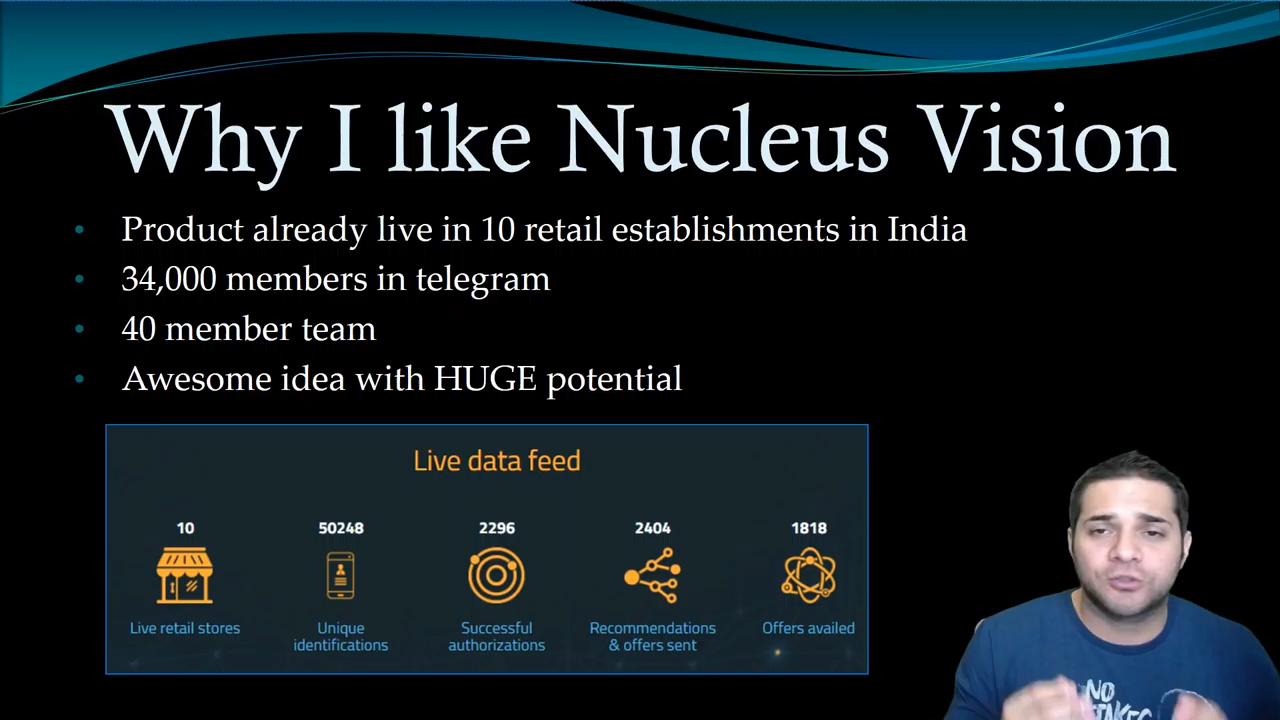 Why I like Nucleus Vision
• Product already live in 10 retail establishments in India
• 34,000 members in telegram
• 40 member team
• Awesome idea with HUGE potential
Live data feed
10 50248 2296 2404 1818
Live retail stores Unique Successful Recommendations Offers availed
identifications authorizations & offers sent
NO